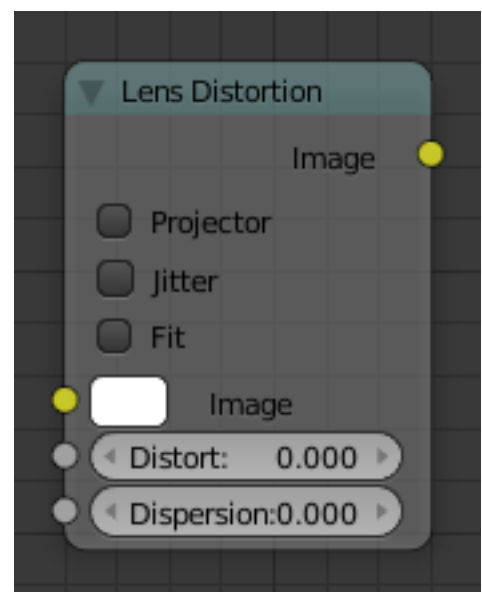 Lens Distortion
Image
Projector
Jitter
Fit
Image
Distort: 0.000
Dispersion:0.000